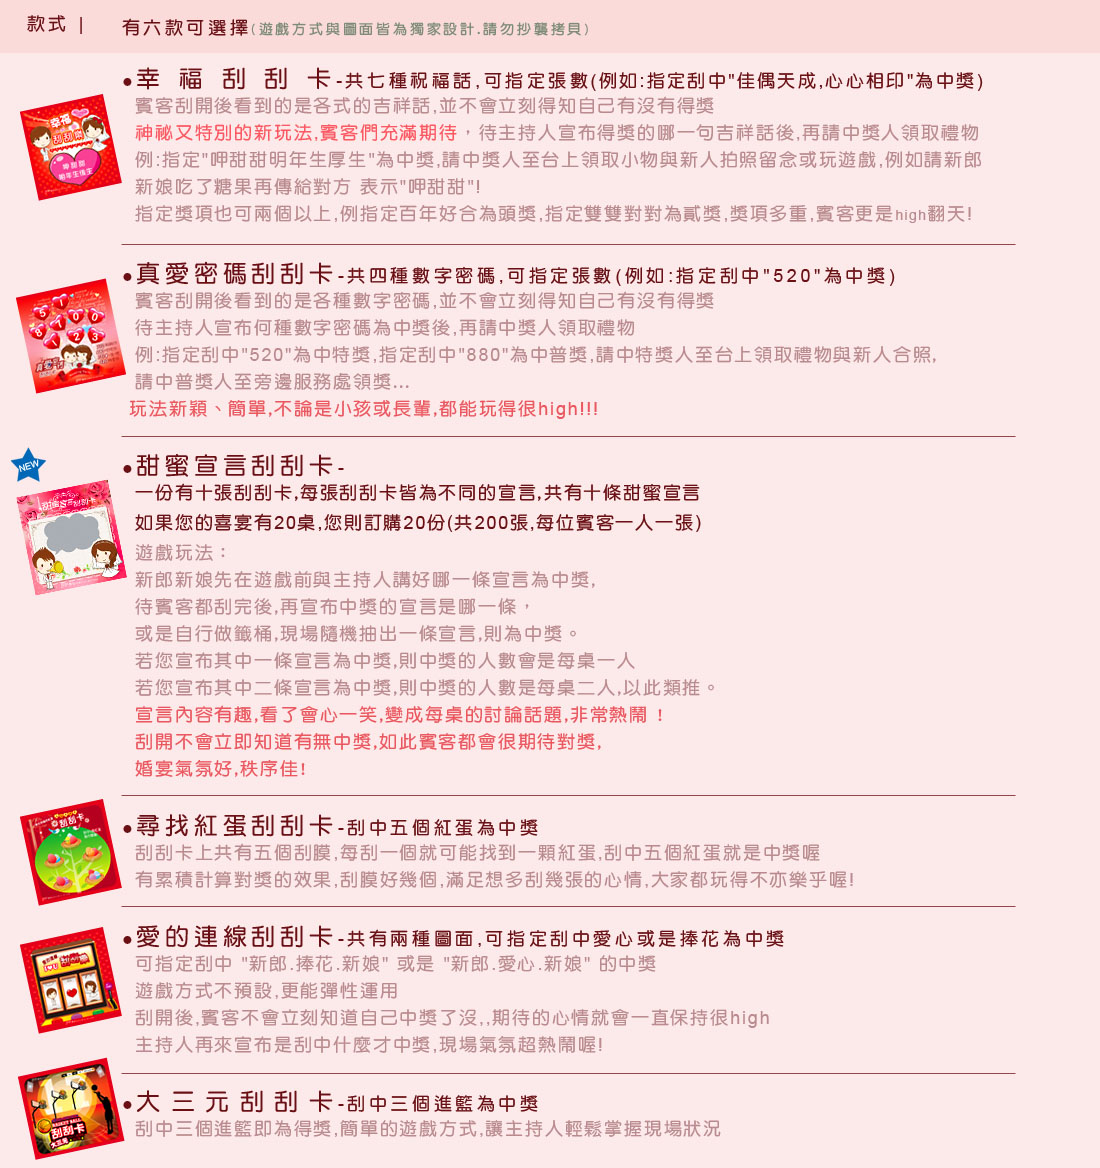 款式 |
有六款可選擇(遊戲方式與圖面皆為獨家設計.請勿抄襲拷貝)
●幸福刮刮卡-共七種祝福話,可指定張數(例如:指定刮中"佳偶天成,心心相印"為中獎)
賓客刮開後看到的是各式的吉祥話,並不會立刻得知自己有沒有得獎
神祕又特別的新玩法,賓客們充滿期待，待主持人宣布得獎的哪一句吉祥話後,再請中獎人領取禮物
例:指定"呷甜甜明年生厚生"為中獎,請中獎人至台上領取小物與新人拍照留念或玩遊戲,例如請新郎
新娘吃了糖果再傳給對方 表示"呷甜甜"!
指定獎項也可兩個以上,例指定百年好合為頭獎,指定雙雙對對為貳獎,獎項多重,賓客更是high翻天!
●真愛密碼刮刮卡-共四種數字密碼,可指定張數(例如:指定刮中"520"為中獎)
賓客刮開後看到的是各種數字密碼,並不會立刻得知自己有沒有得獎
待主持人宣布何種數字密碼為中獎後,再請中獎人領取禮物
例:指定刮中"520"為中特獎,指定刮中"880"為中普獎,請中特獎人至台上領取禮物與新人合照,
請中普獎人至旁邊服務處領獎...
玩法新穎、簡單,不論是小孩或長輩,都能玩得很high!!!
NEW
●甜蜜宣言刮刮卡-
一份有十張刮刮卡,每張刮刮卡皆為不同的宣言,共有十條甜蜜宣言
如果您的喜宴有20桌,您則訂購20份(共200張,每位賓客一人一張)
遊戲玩法：
新郎新娘先在遊戲前與主持人講好哪一條宣言為中獎,
待賓客都刮完後,再宣布中獎的宣言是哪一條，
或是自行做籤桶,現場隨機抽出一條宣言,則為中獎。
若您宣布其中一條宣言為中獎,則中獎的人數會是每桌一人
若您宣布其中二條宣言為中獎,則中獎的人數是每桌二人,以此類推。
宣言內容有趣,看了會心一笑,變成每桌的討論話題,非常熱鬧！
刮開不會立即知道有無中獎,如此賓客都會很期待對獎,
婚宴氣氛好,秩序佳!
●尋找紅蛋刮刮卡-刮中五個紅蛋為中獎
刮刮卡上共有五個刮膜,每刮一個就可能找到一顆紅蛋,刮中五個紅蛋就是中獎喔
有累積計算對獎的效果,刮膜好幾個,滿足想多刮幾張的心情,大家都玩得不亦樂乎喔!
●愛的連線刮刮卡-共有兩種圖面,可指定刮中愛心或是捧花為中獎
可指定刮中 "新郎.捧花.新娘" 或是 "新郎.愛心.新娘" 的中獎
遊戲方式不預設,更能彈性運用
刮開後,賓客不會立刻知道自己中獎了沒,,期待的心情就會一直保持很high
主持人再來宣布是刮中什麼才中獎,現場氣氛超熱鬧喔!
●大三元刮刮卡-刮中三個進籃為中獎
刮中三個進籃即為得獎,簡單的遊戲方式,讓主持人輕鬆掌握現場狀況